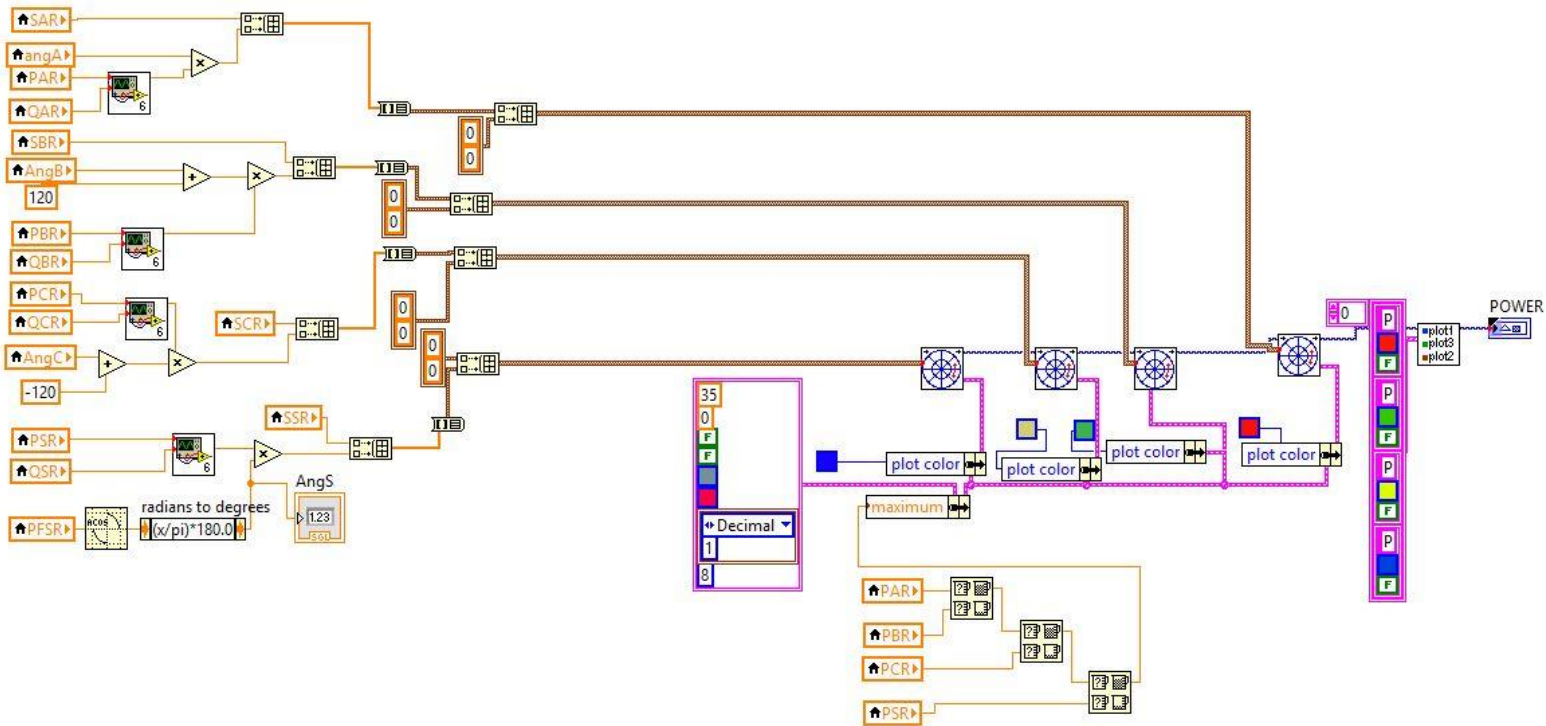 SAR
angA
PAR
6
QAR
SBR
AngB
120
PBR
QBR
6
PCR
QCR
6
SCR
AngC
-120
SSR
PSR
QSR
6
AngS
1.23
SGL
radians to degrees
(x/pi)*180.0
PFSR
ACOS
0
0
0
0
0
0
0
0
35
0
F
F
Decimal
1
8
plot color
plot color
plot color
plot color
maximum
PAR
PBR
PCR
PSR
0
P
F
P
F
P
F
P
F
plot1
plot3
plot2
POWER